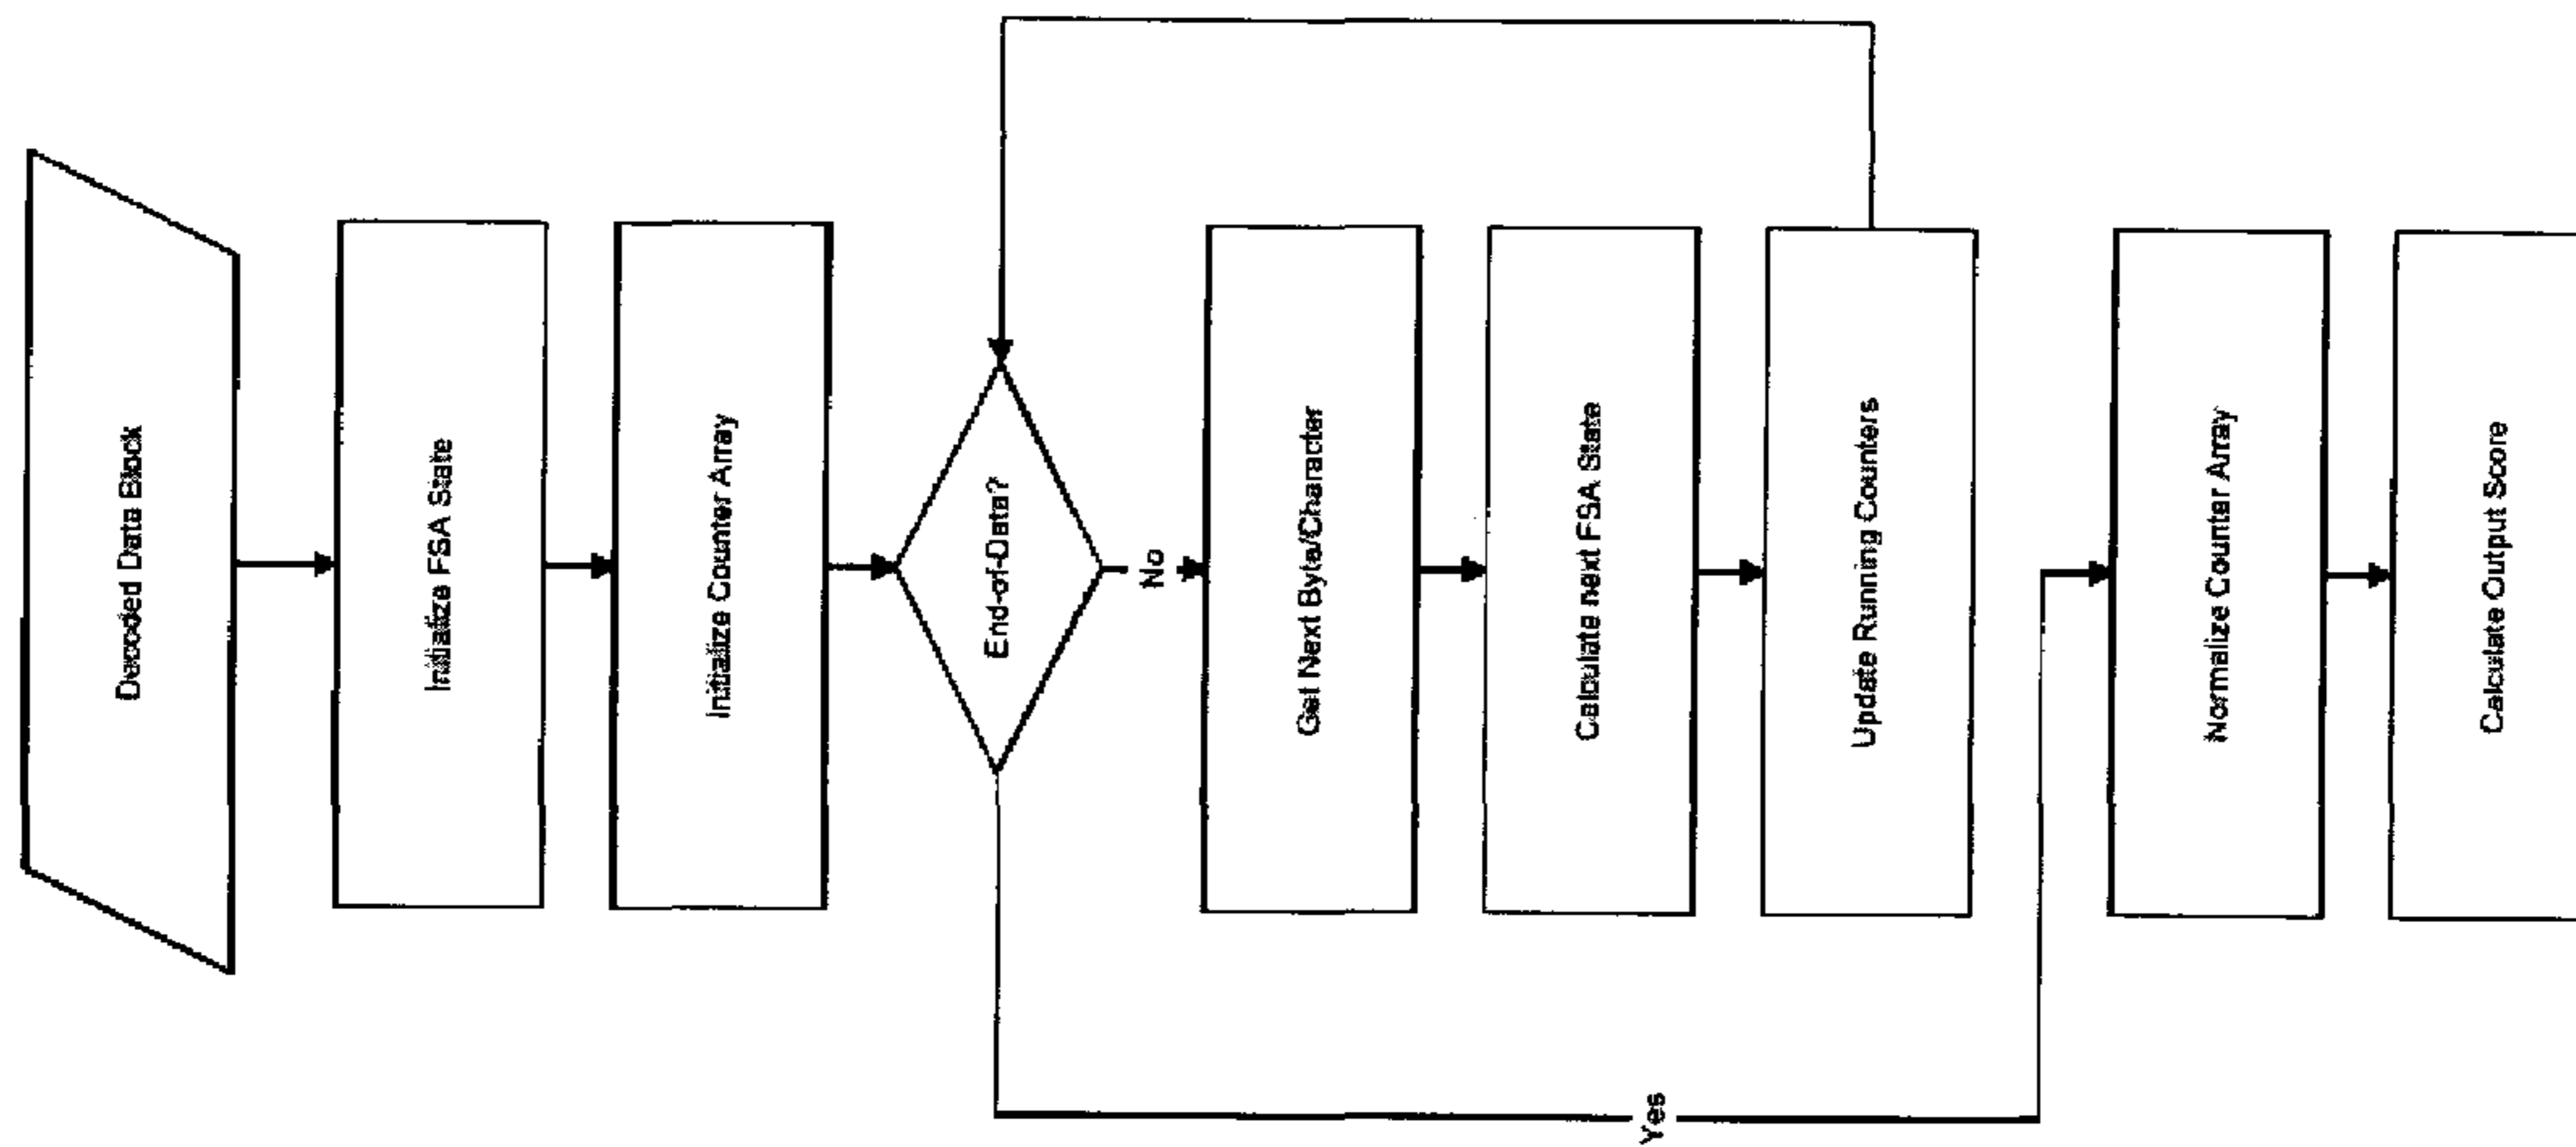 Decoded Data Block
Initialize FSA State
Initialize Counter Array
End-of-Data?
No
Get Next Byte/Character
Calculate next FSA State
Update Running Counters
Yes
Normalize Counter Array
Calculate Output Score